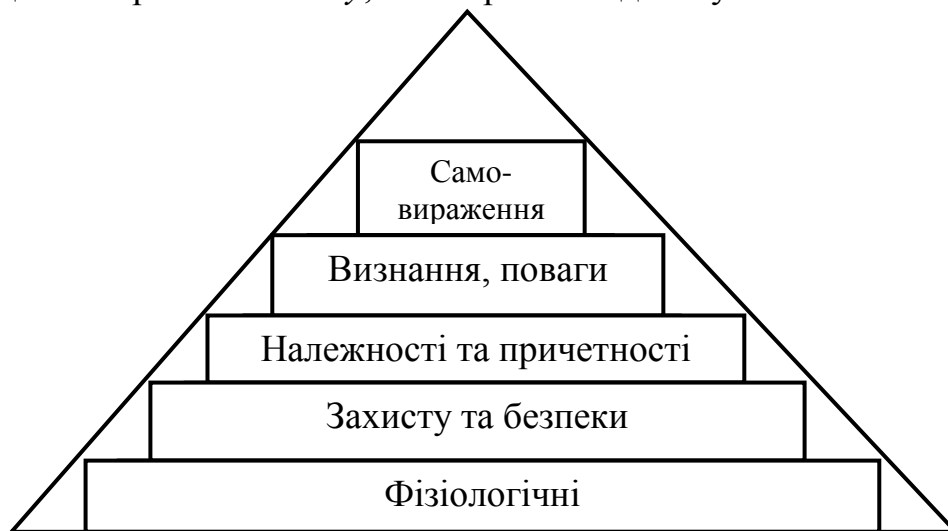 Само-
вираження
Визнання, поваги
Належності та причетності
Захисту та безпеки
Фізіологічні